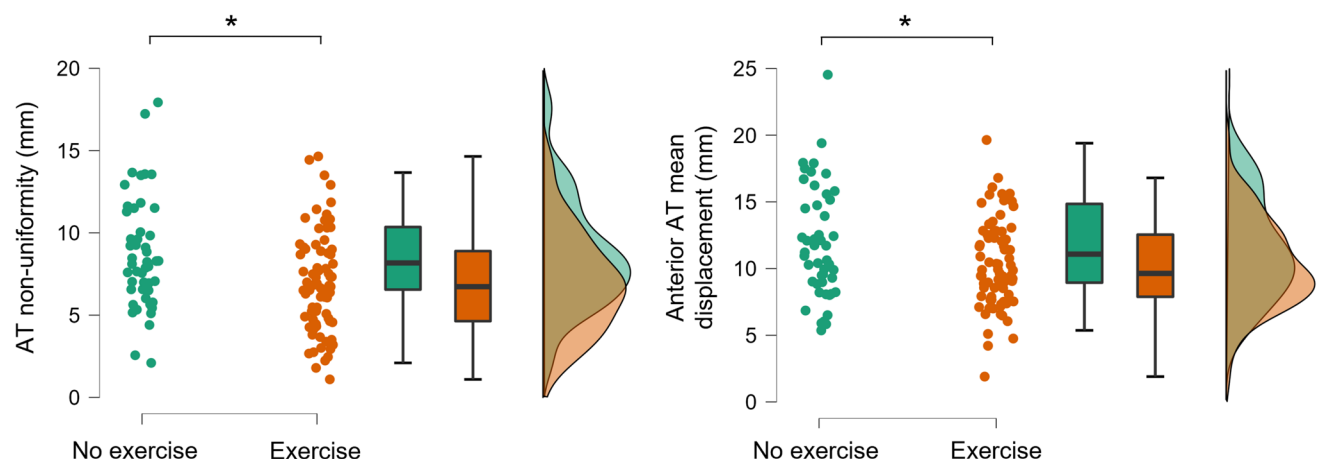 *
20
15
10
5
0
AT non-uniformity (mm)
No exercise
Exercise
*
25
20
15
10
5
0
Anterior AT mean
displacement (mm)
No exercise
Exercise